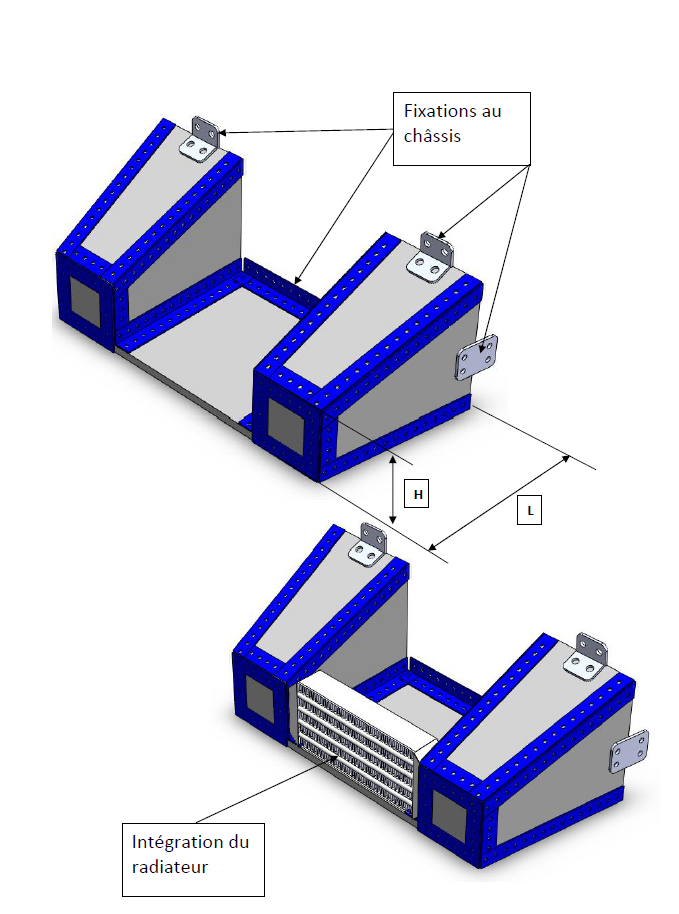 Fixations au
châssis
H
L
Intégration du
radiateur